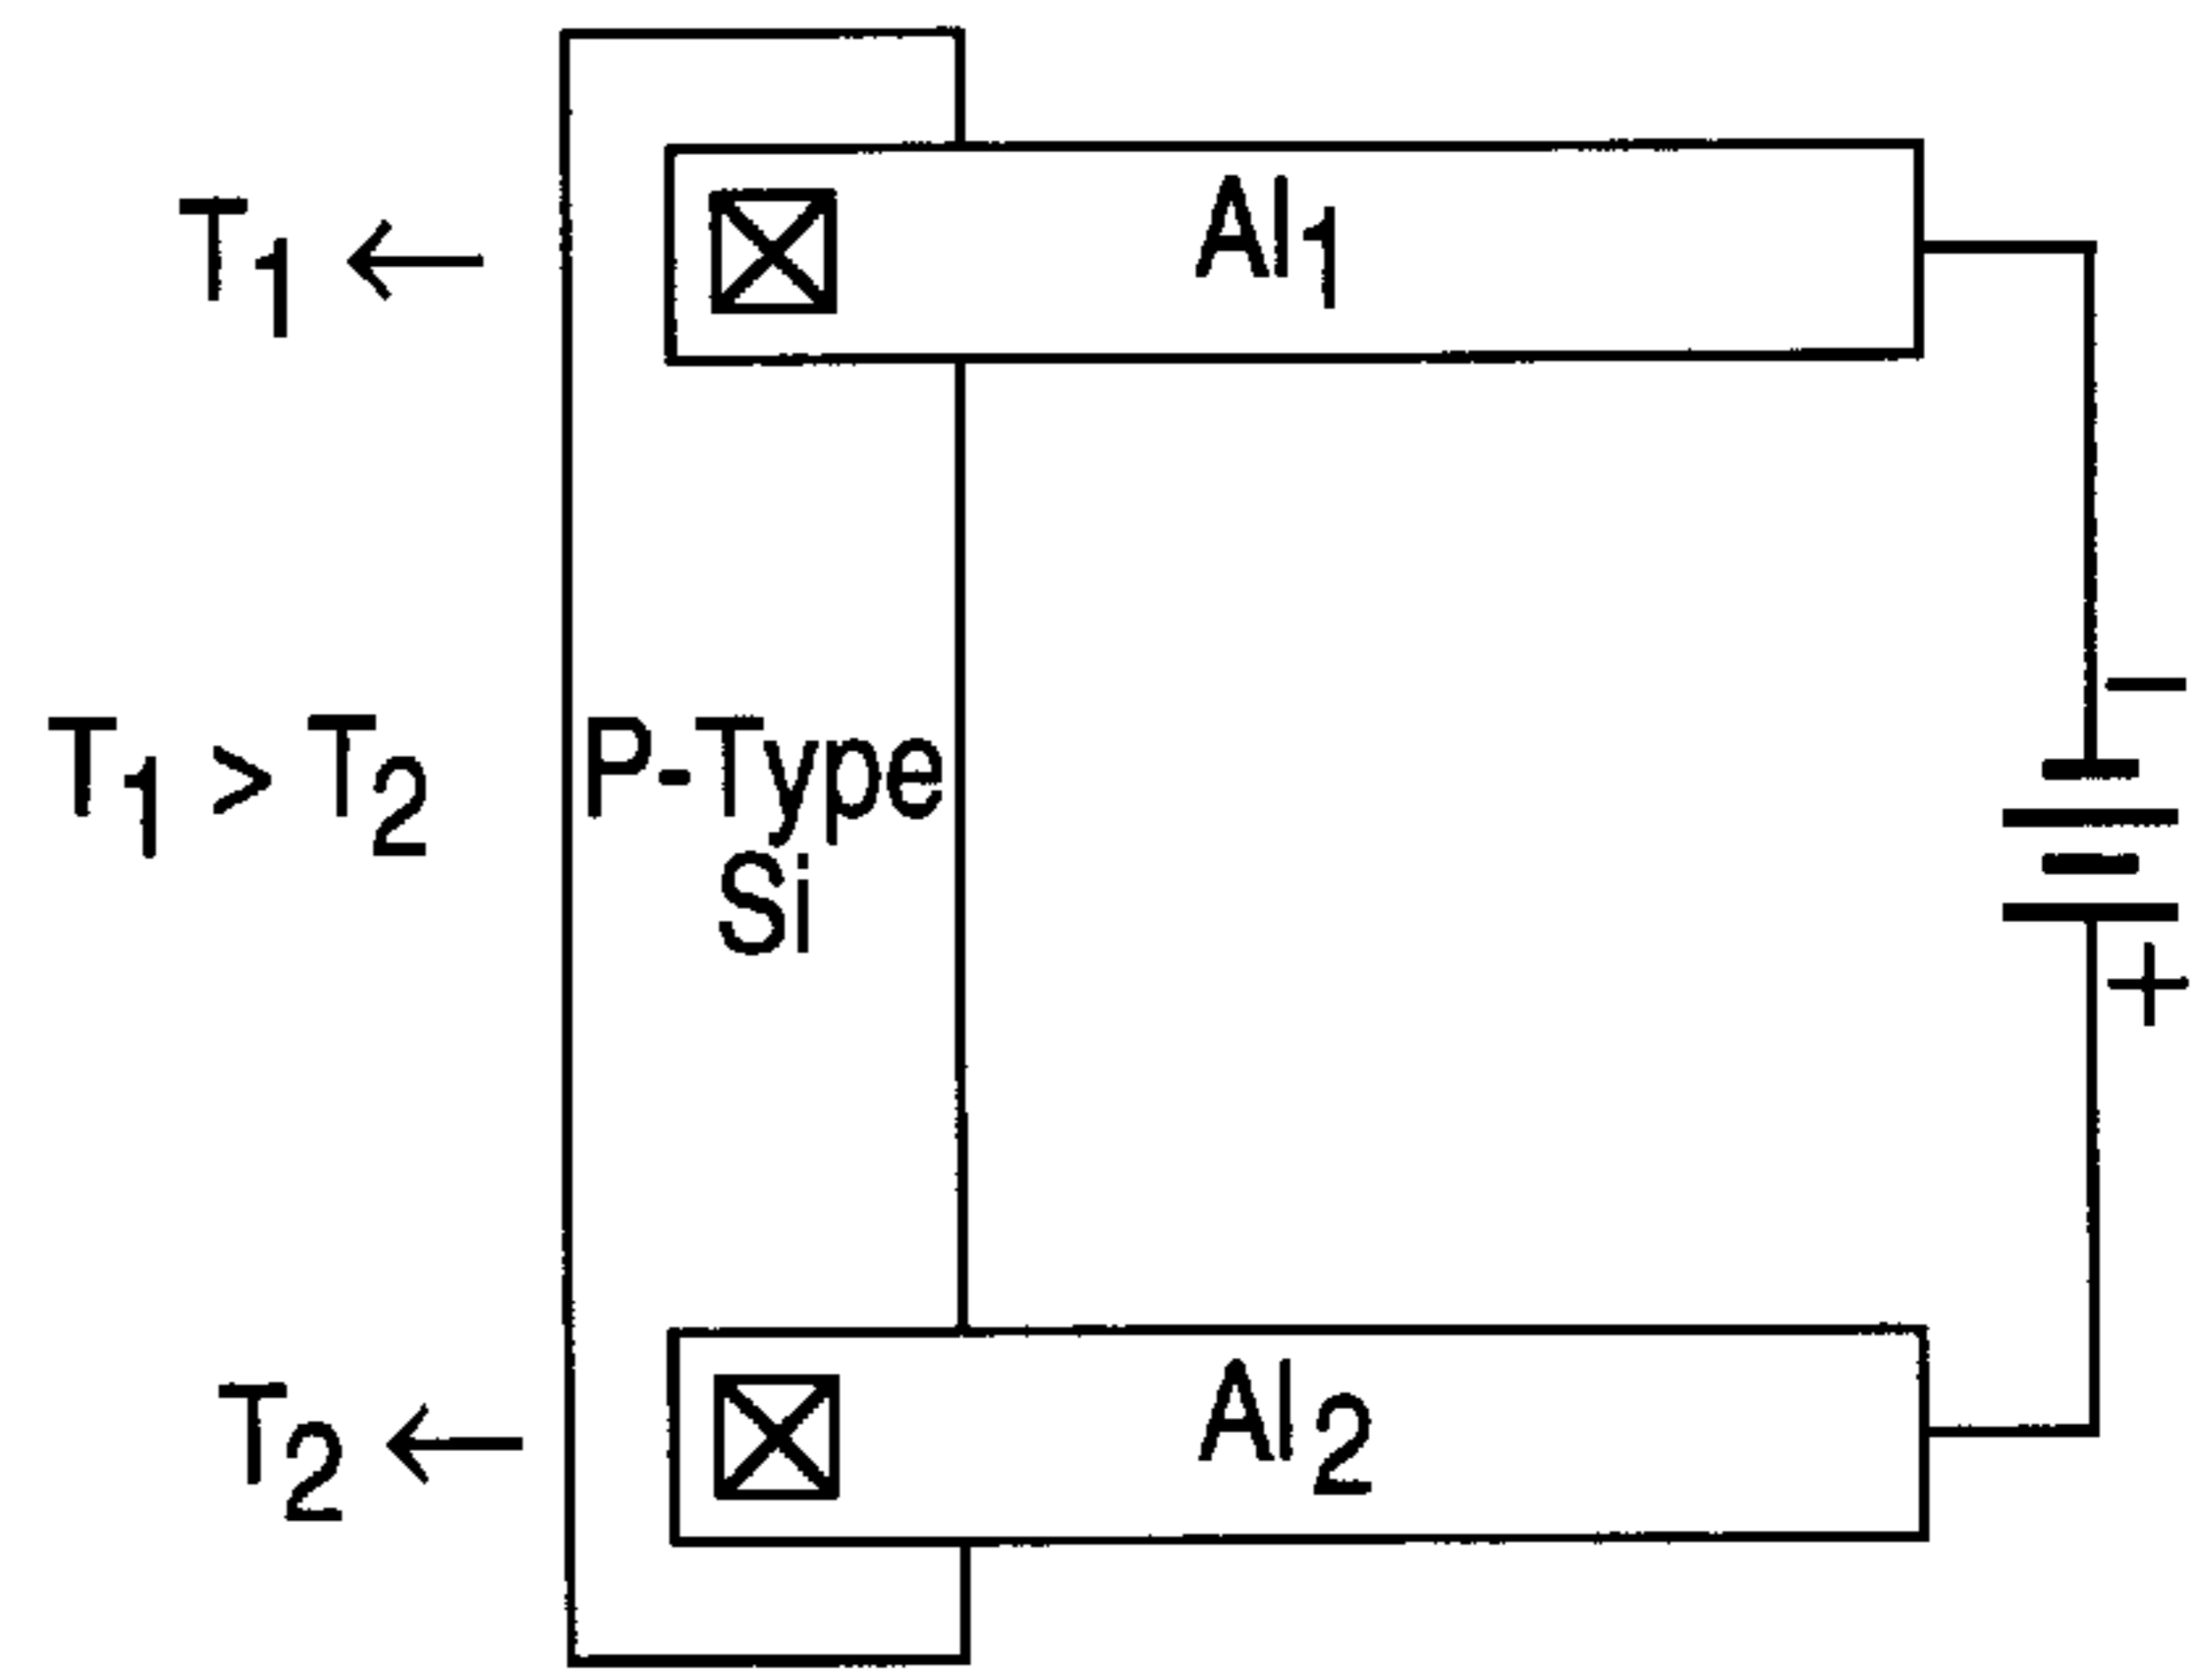 T1
Al1
−
T1 > T2
P-Type
Si
+
T2
Al2